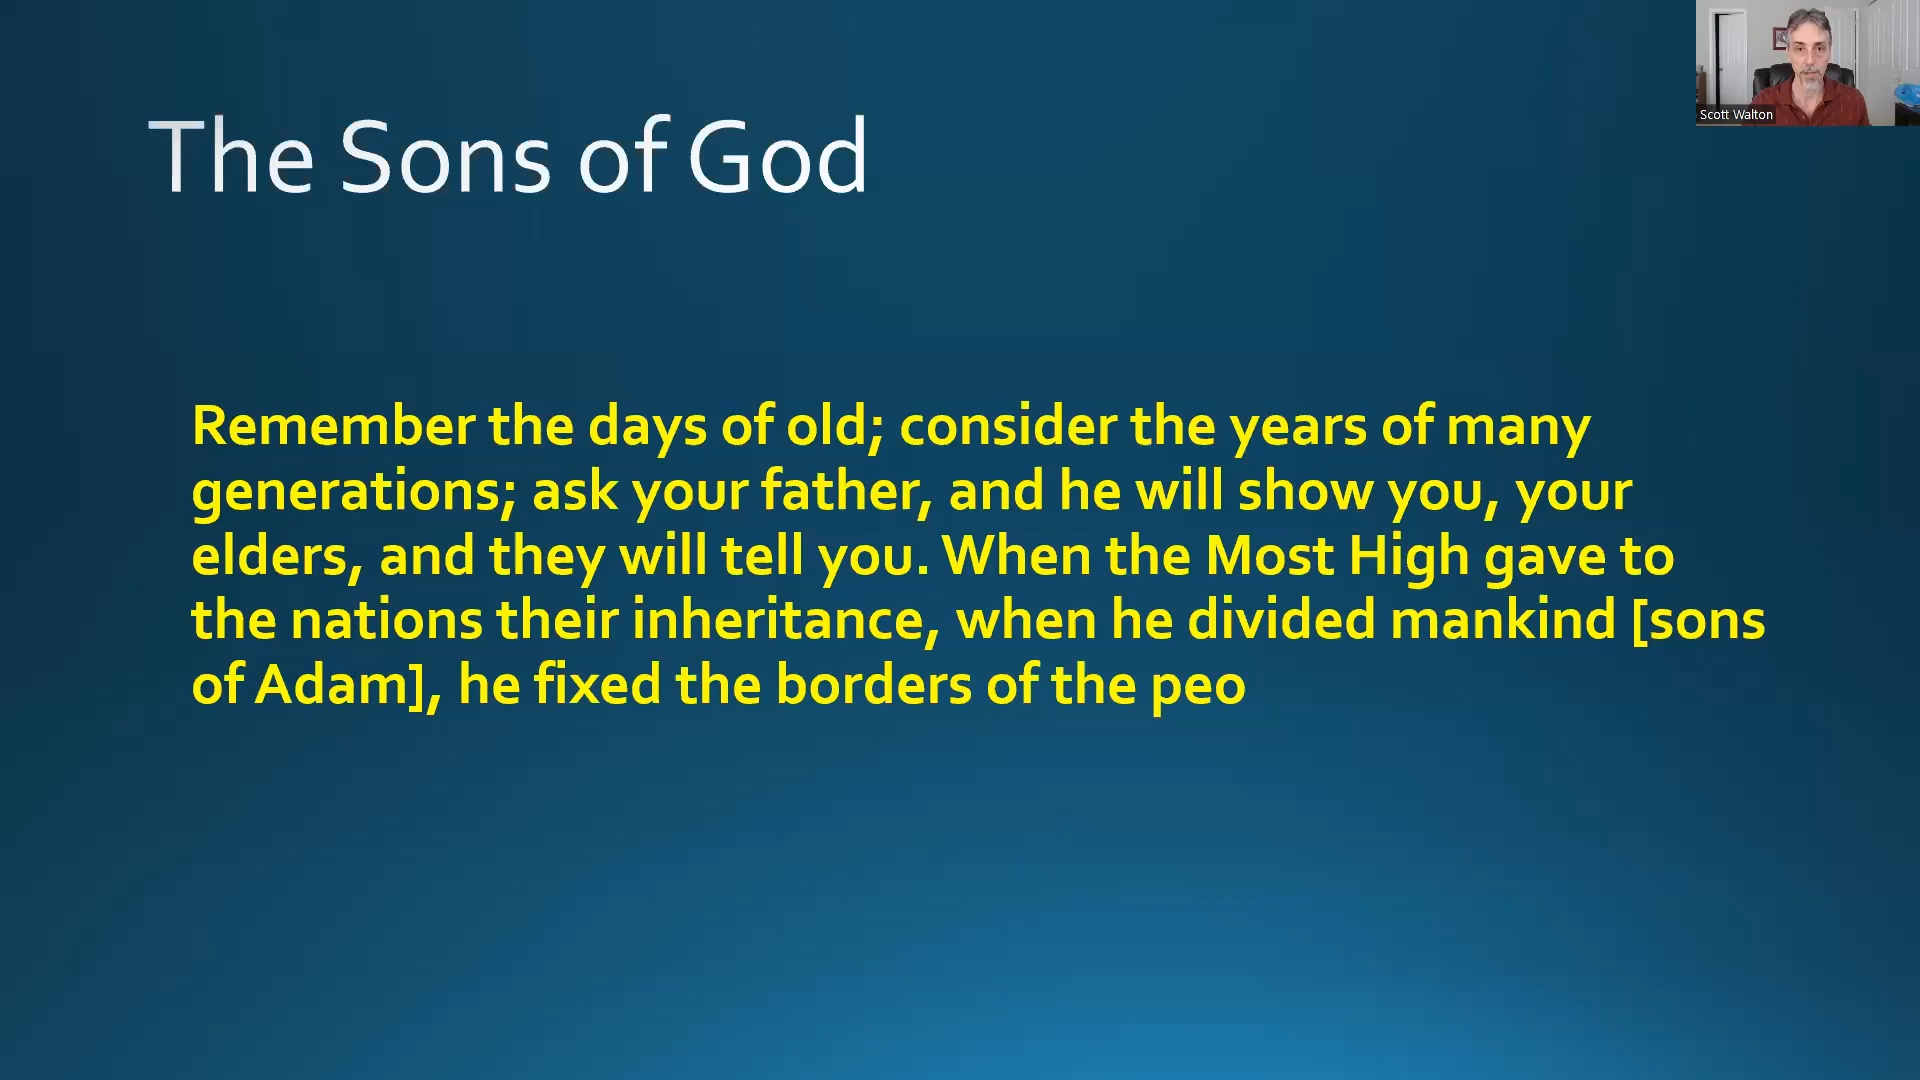 The Sons of God
Scott Walton
Remember the days of old; consider the years of many
generations; ask your father, and he will show you, your
elders, and they will tell you. When the Most High gave to
the nations their inheritance, when he divided mankind [sons
of Adam], he fixed the borders of the peo